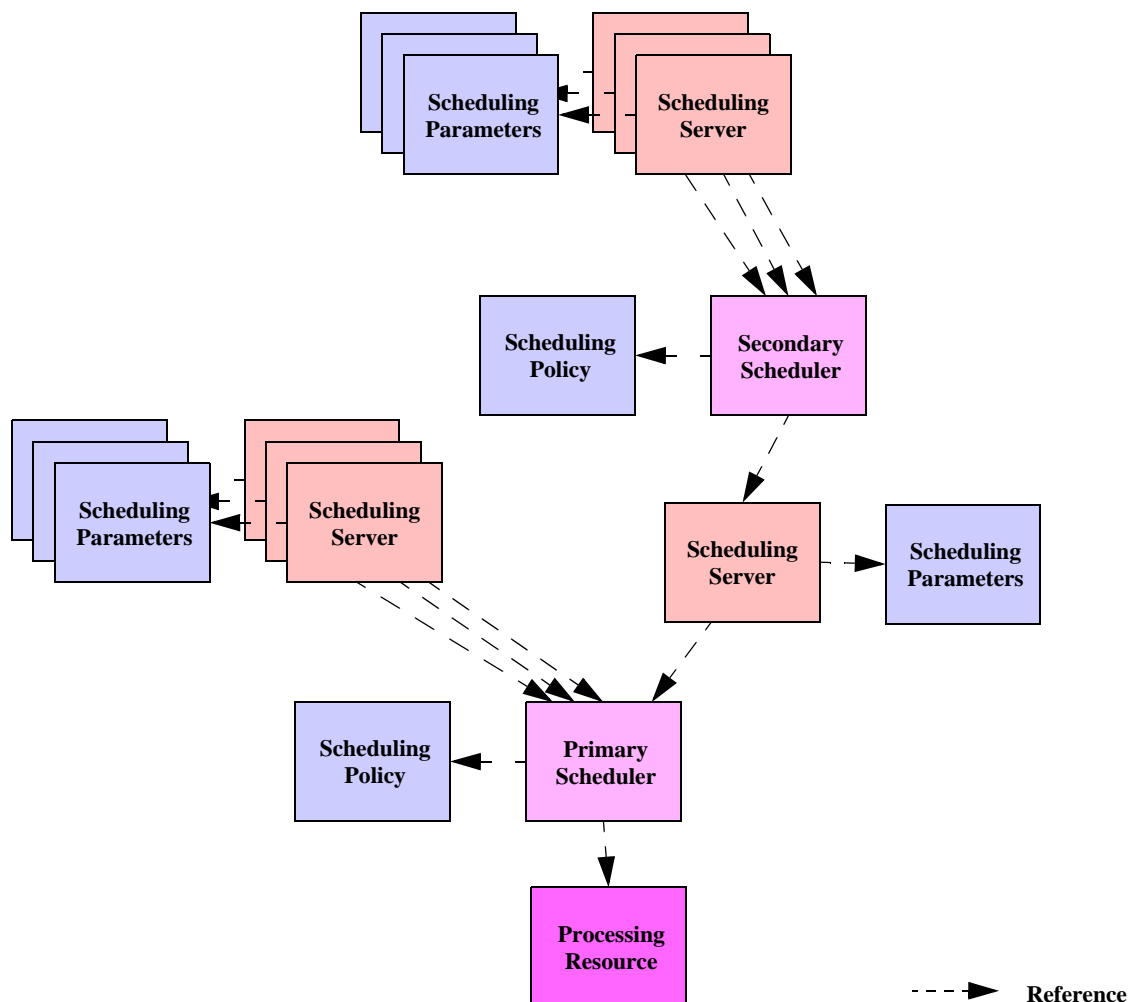 Scheduling
Parameters
Scheduling
Server
Scheduling
Policy
Secondary
Scheduler
Scheduling
Parameters
Scheduling
Server
Scheduling
Server
Scheduling
Parameters
Scheduling
Policy
Primary
Scheduler
Processing
Resource
Reference